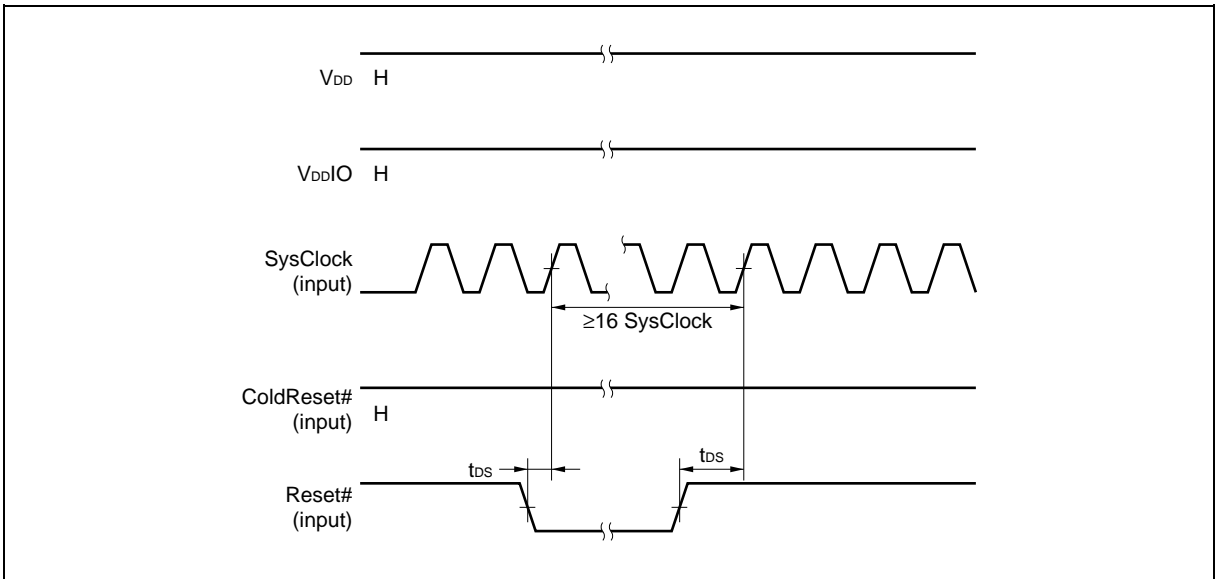 VDD H
VDDIO H
SysClock
(input)
≥16 SysClock
ColdReset#
(input) H
tDS tDS
Reset#
(input)